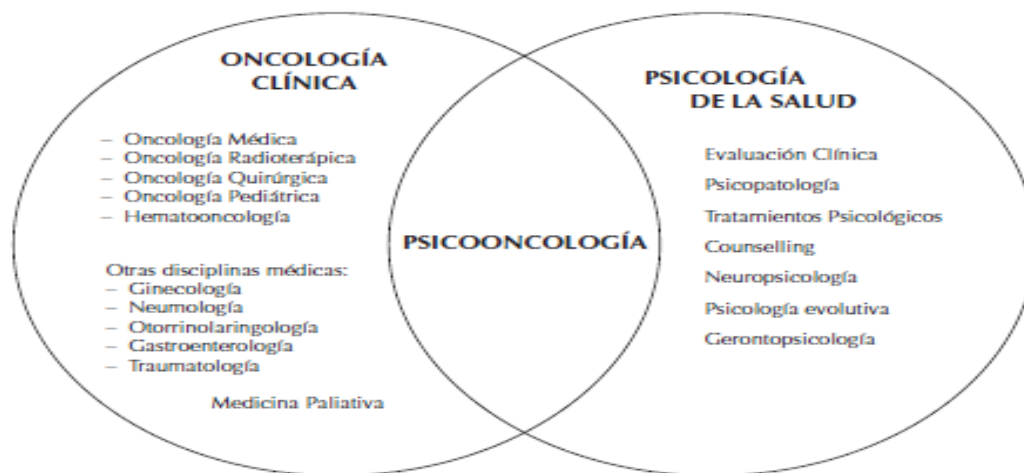 ONCOLOGÍA
CLÍNICA
– Oncología Médica
– Oncología Radioterápica
– Oncología Quirúrgica
– Oncología Pediátrica
– Hematooncología
Otras disciplinas médicas:
– Ginecología
– Neumología
– Otorrinolaringología
– Gastroenterología
– Traumatología
Medicina Paliativa
PSICOONCOLOGÍA
PSICOLOGÍA
DE LA SALUD
Evaluación Clínica
Psicopatología
Tratamientos Psicológicos
Counselling
Neuropsicología
Psicología evolutiva
Gerontopsicología